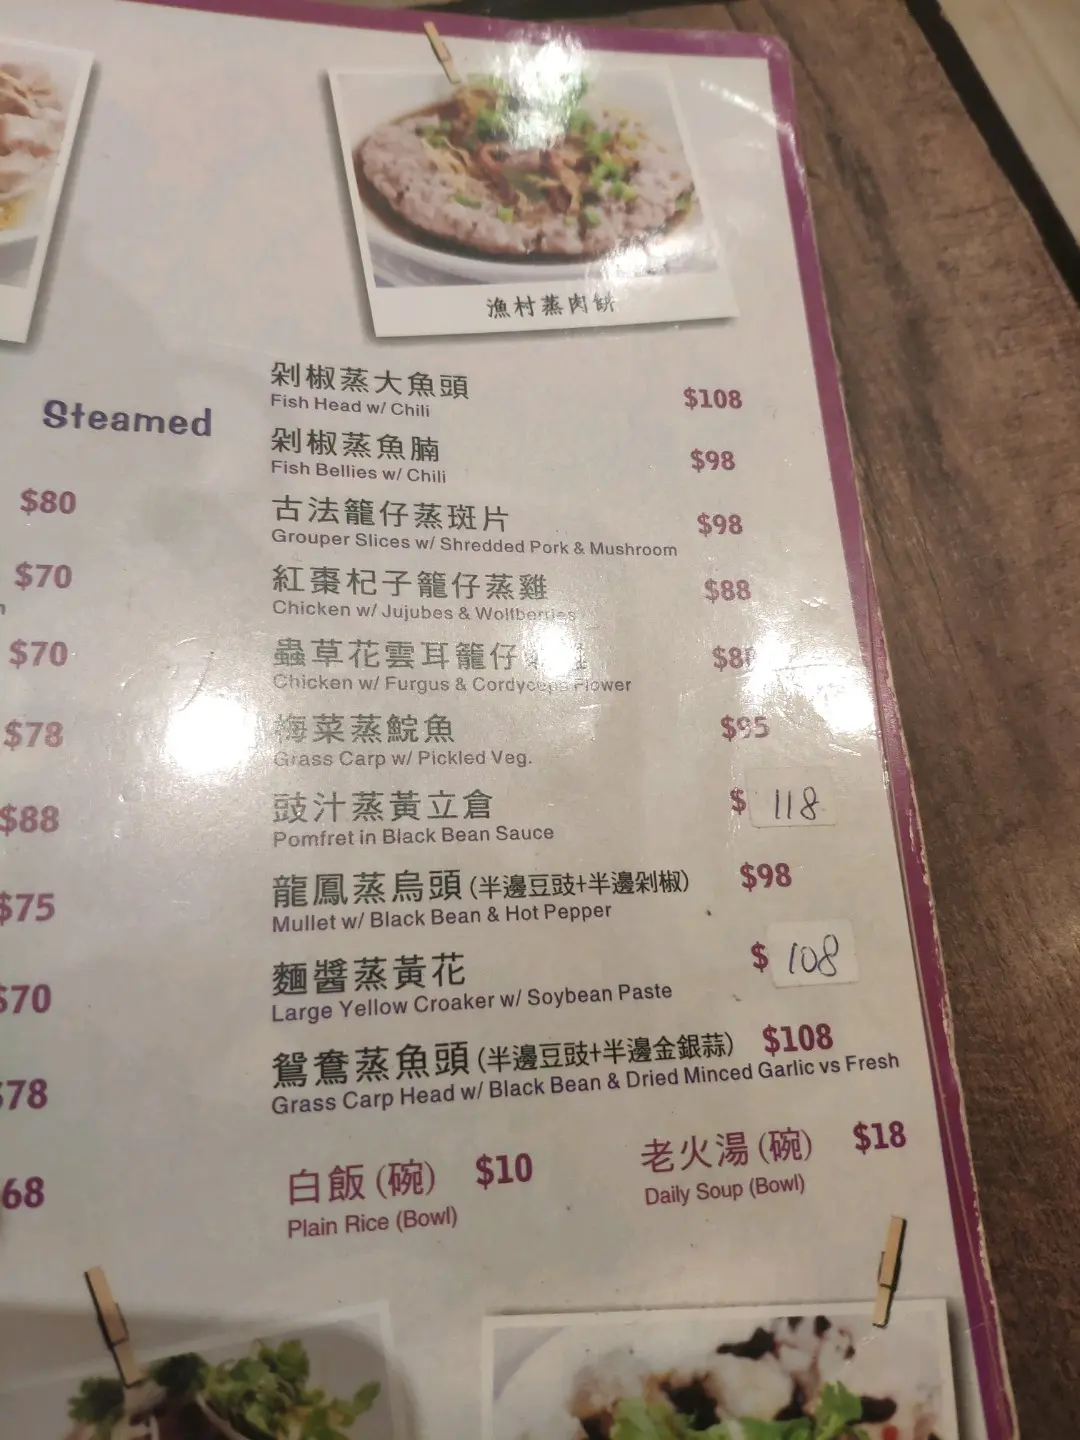 漁村蒸肉餅
Steamed
$80
$70
$70
$78
$88
$75
$70
$78
68
剁椒蒸大魚頭 $108
Fish Head w/ Chili
剁椒蒸魚腩 $98
Fish Bellies w/ Chili
古法籠仔蒸斑片 $98
Grouper Slices w/ Shredded Pork & Mushroom
紅棗杞子籠仔蒸雞 $88
Chicken w/ Jujubes & Wolfberries
蟲草花雲耳籠仔
Chicken w/ Furgus & Cordyceps Flower
梅菜蒸鯇魚 $95
Grass Carp w/ Pickled Veg.
豉汁蒸黃立倉 $ 118
Pomfret in Black Bean Sauce
龍鳳蒸烏頭(半邊豆豉+半邊剁椒) $98
Mullet w/ Black Bean & Hot Pepper
麵醬蒸黃花 $ 108
Large Yellow Croaker w/ Soybean Paste
鴛鴦蒸魚頭(半邊豆豉+半邊金銀蒜) $108
Grass Carp Head w/ Black Bean & Dried Minced Garlic vs Fresh
白飯(碗) $10
Plain Rice (Bowl)
老火湯(碗) $18
Daily Soup (Bowl)